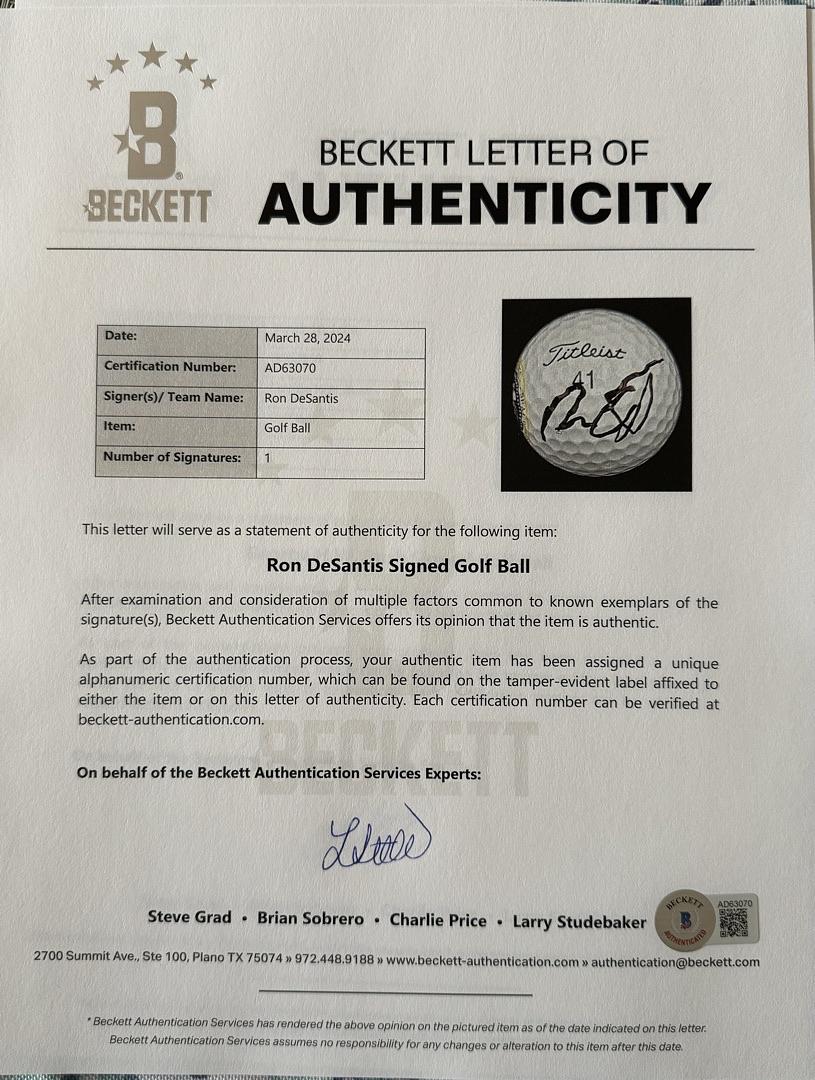 BECKETT
BECKETT LETTER OF
AUTHENTICITY
Date: March 28, 2024
Certification Number: AD63070
Signer(s)/ Team Name: Ron DeSantis
Item: Golf Ball
Number of Signatures: 1
Titleist
41
This letter will serve as a statement of authenticity for the following item:
Ron DeSantis Signed Golf Ball
After examination and consideration of multiple factors common to known exemplars of the
signature(s), Beckett Authentication Services offers its opinion that the item is authentic.
As part of the authentication process, your authentic item has been assigned a unique
alphanumeric certification number, which can be found on the tamper-evident label affixed to
either the item or on this letter of authenticity. Each certification number can be verified at
beckett-authentication.com.
BECKETT
On behalf of the Beckett Authentication Services Experts:
Steve Grad • Brian Sobrero • Charlie Price • Larry Studebaker
BECKETT
B
AUTHENTICATED
AD63070
2700 Summit Ave., Ste 100, Plano TX 75074 » 972.448.9188 » www.beckett-authentication.com » authentication@beckett.com
* Beckett Authentication Services has rendered the above opinion on the pictured item as of the date indicated on this letter.
Beckett Authentication Services assumes no responsibility for any changes or alteration to this item after this date.